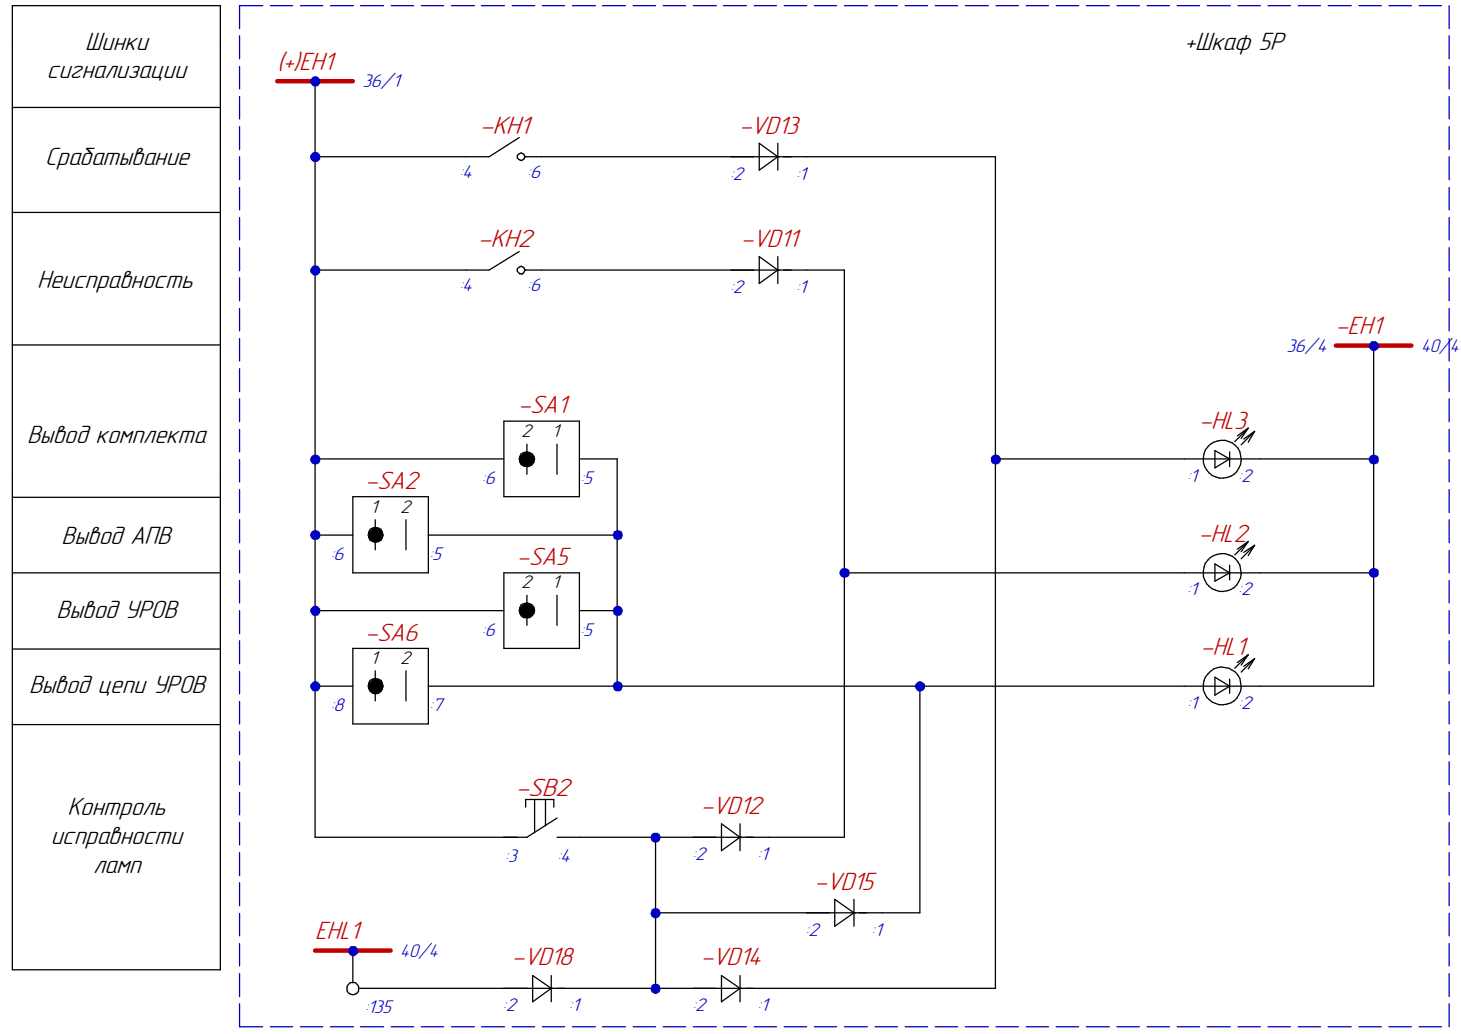 Шинки
сигнализации
Срабатывание
Неисправность
Вывод комплекта
Вывод АПВ
Вывод УРОВ
Вывод цепи УРОВ
Контроль
исправности
ламп
+Шкаф 5Р
(+)EH1
36/1
-KH1
:4 :6
-VD13
:2 :1
-KH2
:4 :6
-VD11
:2 :1
-EH1
36/4 40/4
-SA1
2 1
:6 :5
-HL3
:1 :2
-SA2
1 2
:6 :5
-HL2
:1 :2
-SA5
2 1
:6 :5
-SA6
1 2
:8 :7
-HL1
:1 :2
-SB2
:3 :4
-VD12
:2 :1
-VD15
:2 :1
EHL1
40/4
:135
-VD18
:2 :1
-VD14
:2 :1